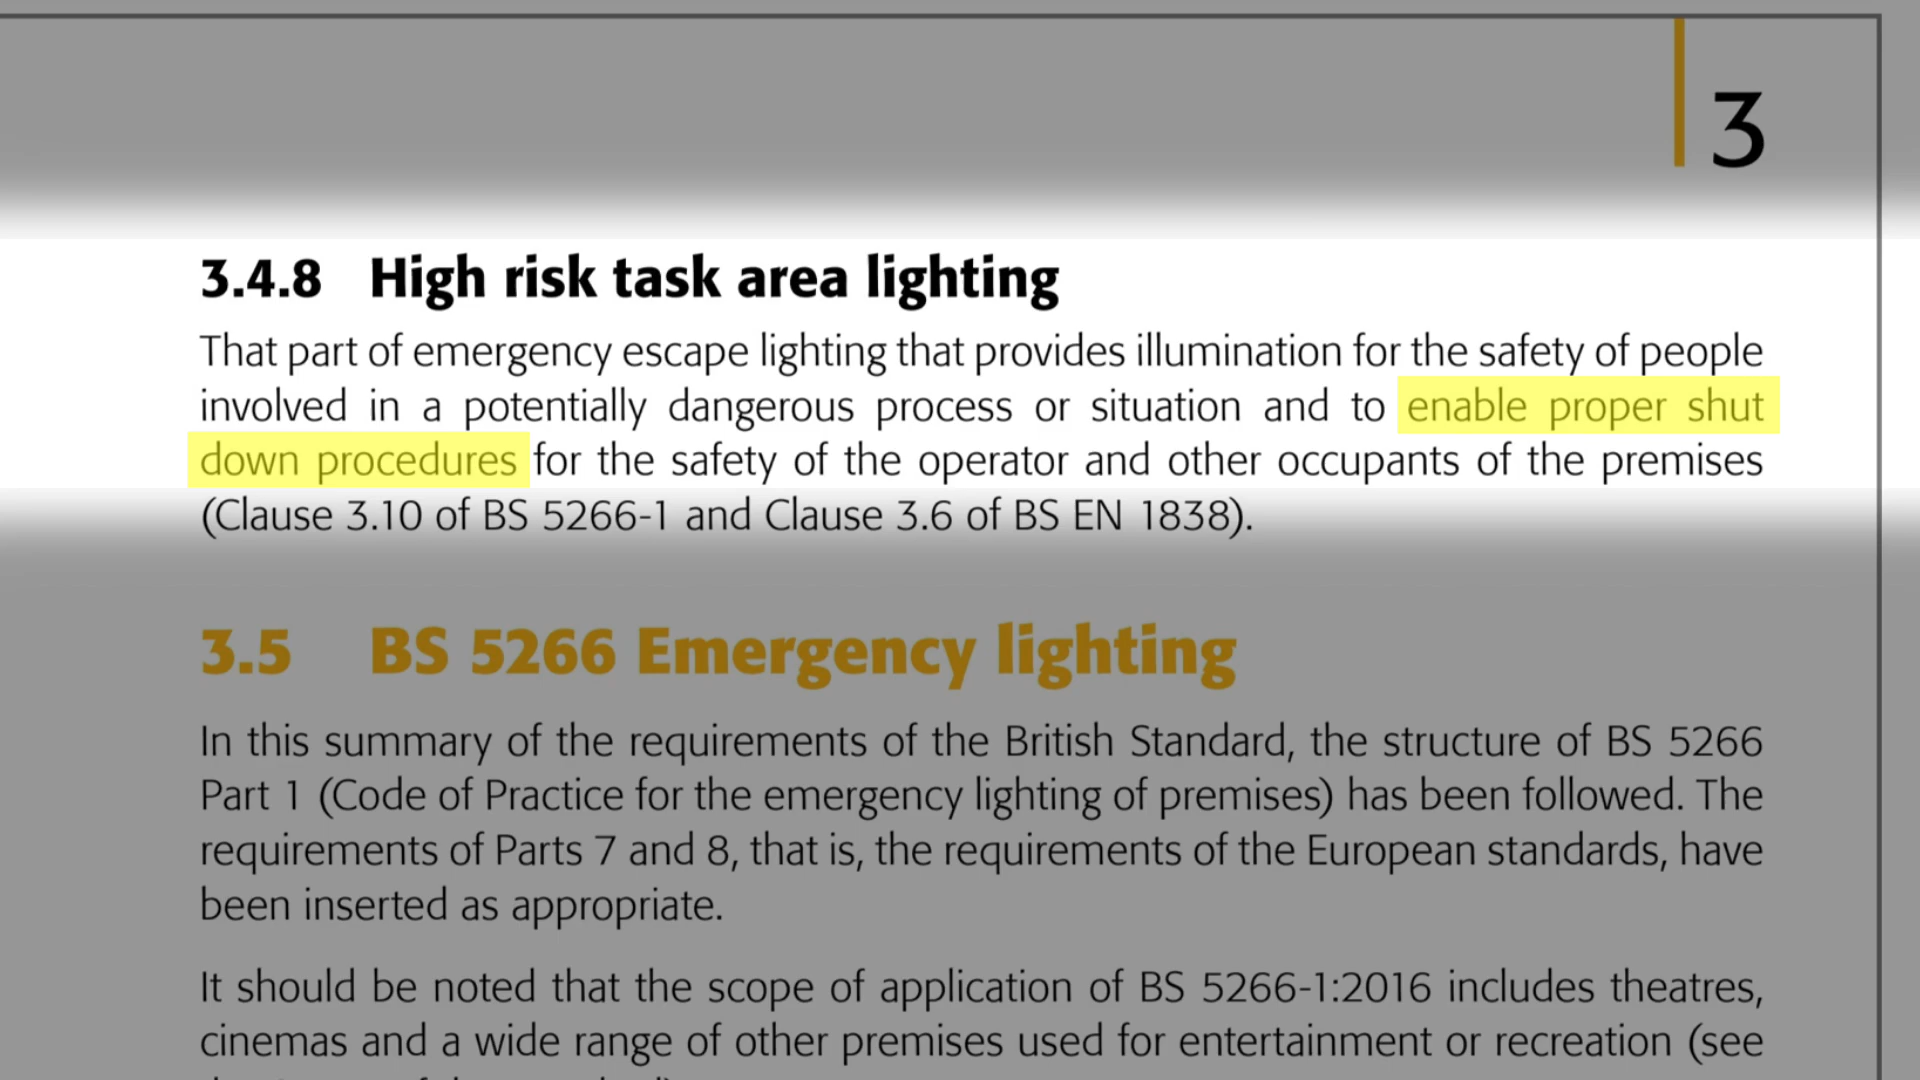 3
3.4.8 High risk task area lighting
That part of emergency escape lighting that provides illumination for the safety of people
involved in a potentially dangerous process or situation and to enable proper shut
down procedures for the safety of the operator and other occupants of the premises
(Clause 3.10 of BS 5266-1 and Clause 3.6 of BS EN 1838).
3.5 BS 5266 Emergency lighting
In this summary of the requirements of the British Standard, the structure of BS 5266
Part 1 (Code of Practice for the emergency lighting of premises) has been followed. The
requirements of Parts 7 and 8, that is, the requirements of the European standards, have
been inserted as appropriate.
It should be noted that the scope of application of BS 5266-1:2016 includes theatres,
cinemas and a wide range of other premises used for entertainment or recreation (see